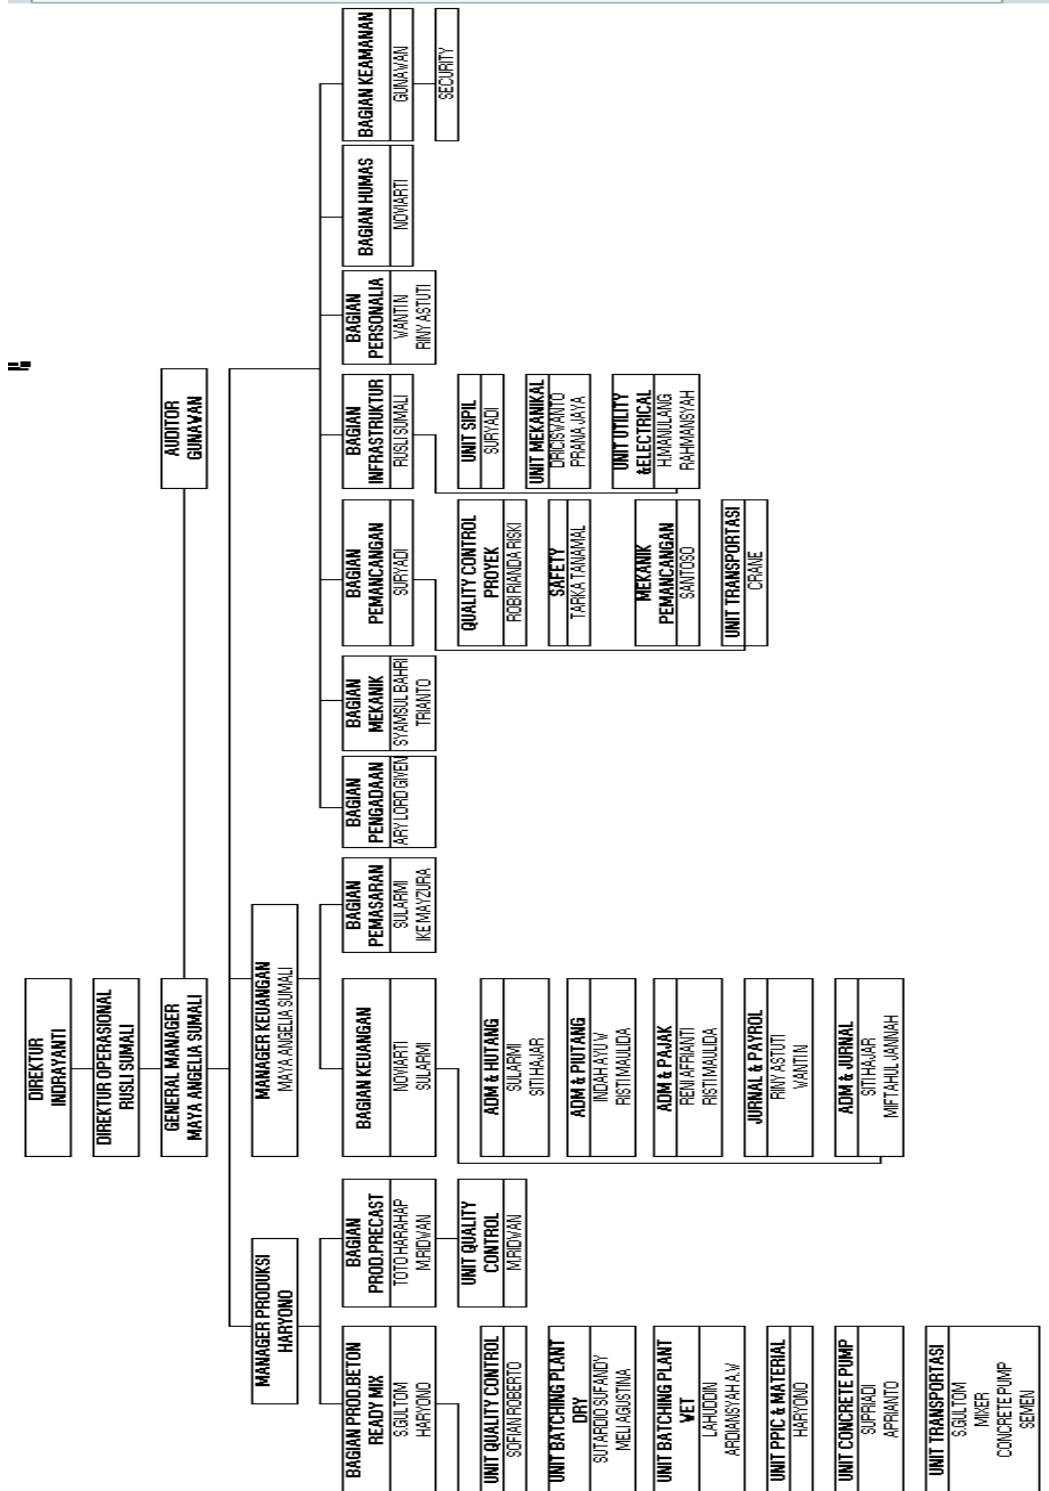 DIREKTUR
INDRAYANTI
DIREKTUR OPERASIONAL
RUSLI SUMALI
GENERAL MANAGER
MAYA ANGELIA SUMALI
AUDITOR
GUNAWAN
MANAGER PRODUKSI
HARYONO
MANAGER KEUANGAN
MAYA ANGELIA SUMALI
BAGIAN PROD.BETON
READY MIX
S.GULTOM
HARYONO
BAGIAN
PROD.PRECAST
TOTO HARAHAP
M.RIDWAN
BAGIAN KEUANGAN
NOVIARTI
SULARMI
BAGIAN
PEMASARAN
SULARMI
IKE MAYZURA
BAGIAN
PENGADAAN
ARY LORD GIVEN
BAGIAN
MEKANIK
SYAMSUL BAHRI
TRIANTO
BAGIAN
PEMANCANGAN
SURYADI
BAGIAN
INFRASTRUKTUR
RUSLI SUMALI
BAGIAN
PERSONALIA
WANTI N
RINY ASTUTI
BAGIAN HUMAS
NOVIARTI
BAGIAN KEAMANAN
GUNAWAN
SECURITY
UNIT QUALITY CONTROL
SOFIAN ROBERTO
UNIT BATCHING PLANT
DRY
SUTARDIO SUFANDY
MELI AGUSTINA
UNIT BATCHING PLANT
WET
LAHUDDIN
ARDIANSYAH A.W
UNIT PPIC & MATERIAL
HARYONO
UNIT CONCRETE PUMP
SUPRIADI
APRIANTO
UNIT TRANSPORTASI
S.GULTOM
MIXER
CONCRETE PUMP
SEMEN
UNIT QUALITY
CONTROL
M.RIDWAN
ADM & HUTANG
SULARMI
SITI HAJAR
ADM & PIUTANG
INDAH AYU W
RISTI MAULIDA
ADM & PAJAK
RENI AFRIANTI
RISTI MAULIDA
JURNAL & PAYROL
RINY ASTUTI
WANTI N
ADM & JURNAL
SITI HAJAR
MIFTAHUL JANNAH
QUALITY CONTROL
PROYEK
ROBI RIANDA RISKI
SAFETY
TARKA TANAMAL
MEKANIK
PEMANCANGAN
SANTOSO
UNIT TRANSPORTASI
CRANE
UNIT SIPIL
SURYADI
UNIT MEKANIKAL
DRICISWANTO
PRANA JAYA
UNIT UTILITY
&ELECTRICAL
H.MANULANG
RAHMANSYAH